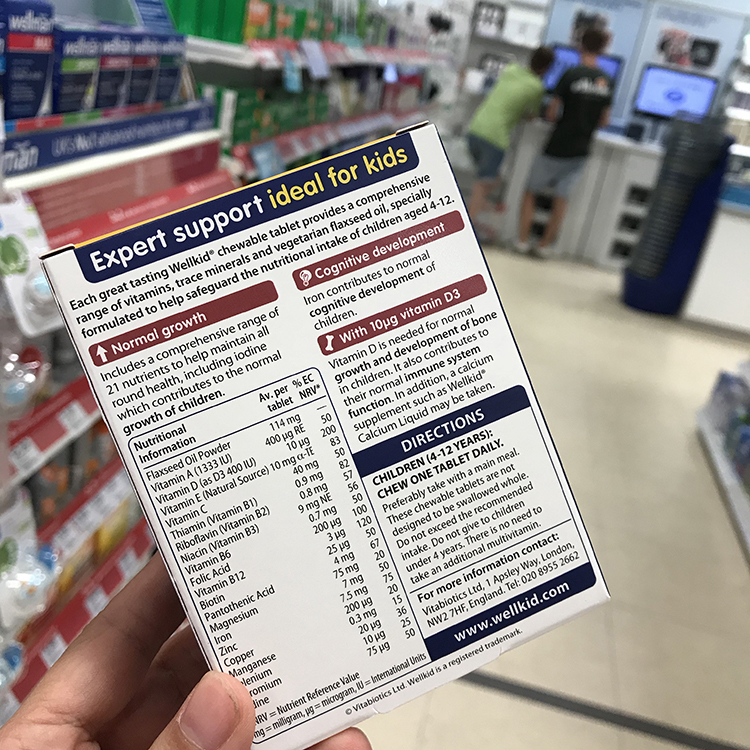 Expert support ideal for kids
Each great tasting Wellkid® chewable tablet provides a comprehensive
range of vitamins, trace minerals and vegetarian flaxseed oil, specially
formulated to help safeguard the nutritional intake of children aged 4-12.
Normal growth
Includes a comprehensive range of
21 nutrients to help maintain all
round health, including iodine
which contributes to the normal
growth of children.
Cognitive development
Iron contributes to normal
cognitive development of
children.
With 10µg vitamin D3
Vitamin D is needed for normal
growth and development of bone
in children. It also contributes to
their normal immune system
function. In addition, a calcium
supplement such as Wellkid®
Calcium Liquid may be taken.
Nutritional Information Av. per tablet % EC NRV*
Flaxseed Oil Powder 114 mg —
Vitamin A (1333 IU) 400 µg RE 50
Vitamin D (as D3 400 IU) 10 µg 200
Vitamin E (Natural Source) 10 mg α-TE 83
Vitamin C 40 mg 50
Thiamin (Vitamin B1) 0.9 mg 82
Riboflavin (Vitamin B2) 0.8 mg 57
Niacin (Vitamin B3) 9 mg NE 56
Vitamin B6 0.7 mg 50
Folic Acid 200 µg 100
Vitamin B12 3 µg 120
Biotin 25 µg 50
Pantothenic Acid 4 mg 67
Magnesium 75 mg 20
Iron 7 mg 50
Zinc 7.5 mg 75
Copper 200 µg 20
Manganese 0.3 mg 15
lenium 20 µg 36
romium 10 µg 25
dine 75 µg 50
NRV = Nutrient Reference Value
mg = milligram, µg = microgram, IU = International Units
DIRECTIONS
CHILDREN (4-12 YEARS):
CHEW ONE TABLET DAILY.
Preferably take with a main meal.
These chewable tablets are not
designed to be swallowed whole.
Do not exceed the recommended
intake. Do not give to children
under 4 years. There is no need to
take an additional multivitamin.
For more information contact:
Vitabiotics Ltd, 1 Apsley Way, London,
NW2 7HF, England. Tel: 020 8955 2662
www.wellkid.com
© Vitabiotics Ltd. Wellkid is a registered trademark.